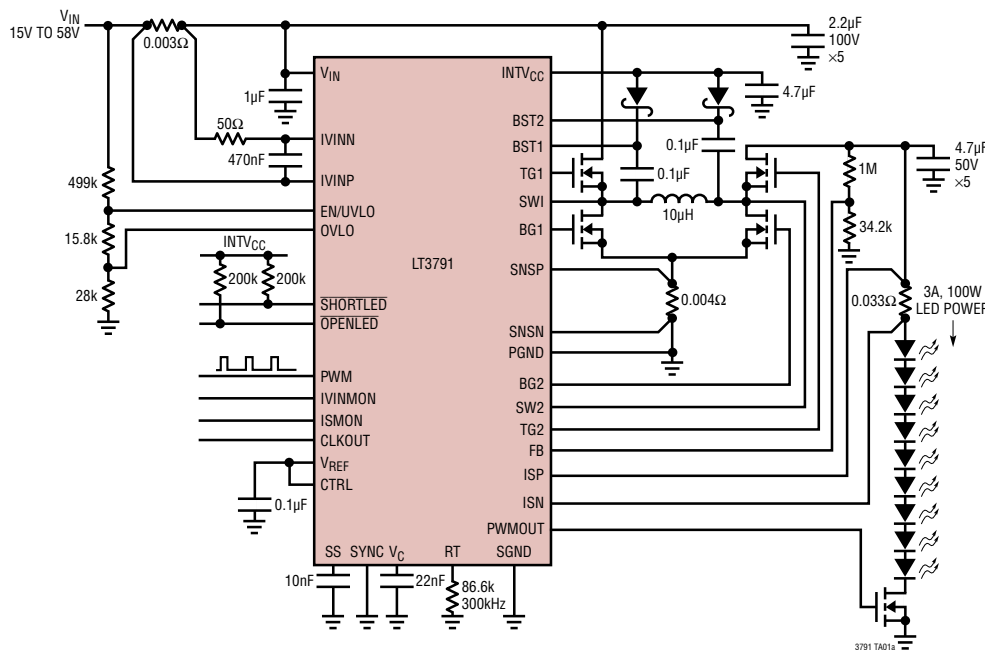 VIN
15V TO 58V
0.003Ω
2.2µF
100V
×5
VIN
INTVCC
1µF
4.7µF
50Ω
BST2
IVINN
BST1
0.1µF
470nF
4.7µF
50V
×5
499k
IVINP
TG1
0.1µF
1M
EN/UVLO
SWI
10µH
15.8k
OVLO
BG1
34.2k
INTVCC
LT3791
SNSP
200k
200k
28k
SHORTLED
0.004Ω
0.033Ω
3A, 100W
LED POWER
OPENLED
SNSN
PGND
PWM
BG2
IVINMON
SW2
ISMON
TG2
CLKOUT
FB
VREF
ISP
CTRL
0.1µF
ISN
PWMOUT
SS
SYNC
VC
RT
SGND
10nF
22nF
86.6k
300kHz
3791 TA01a